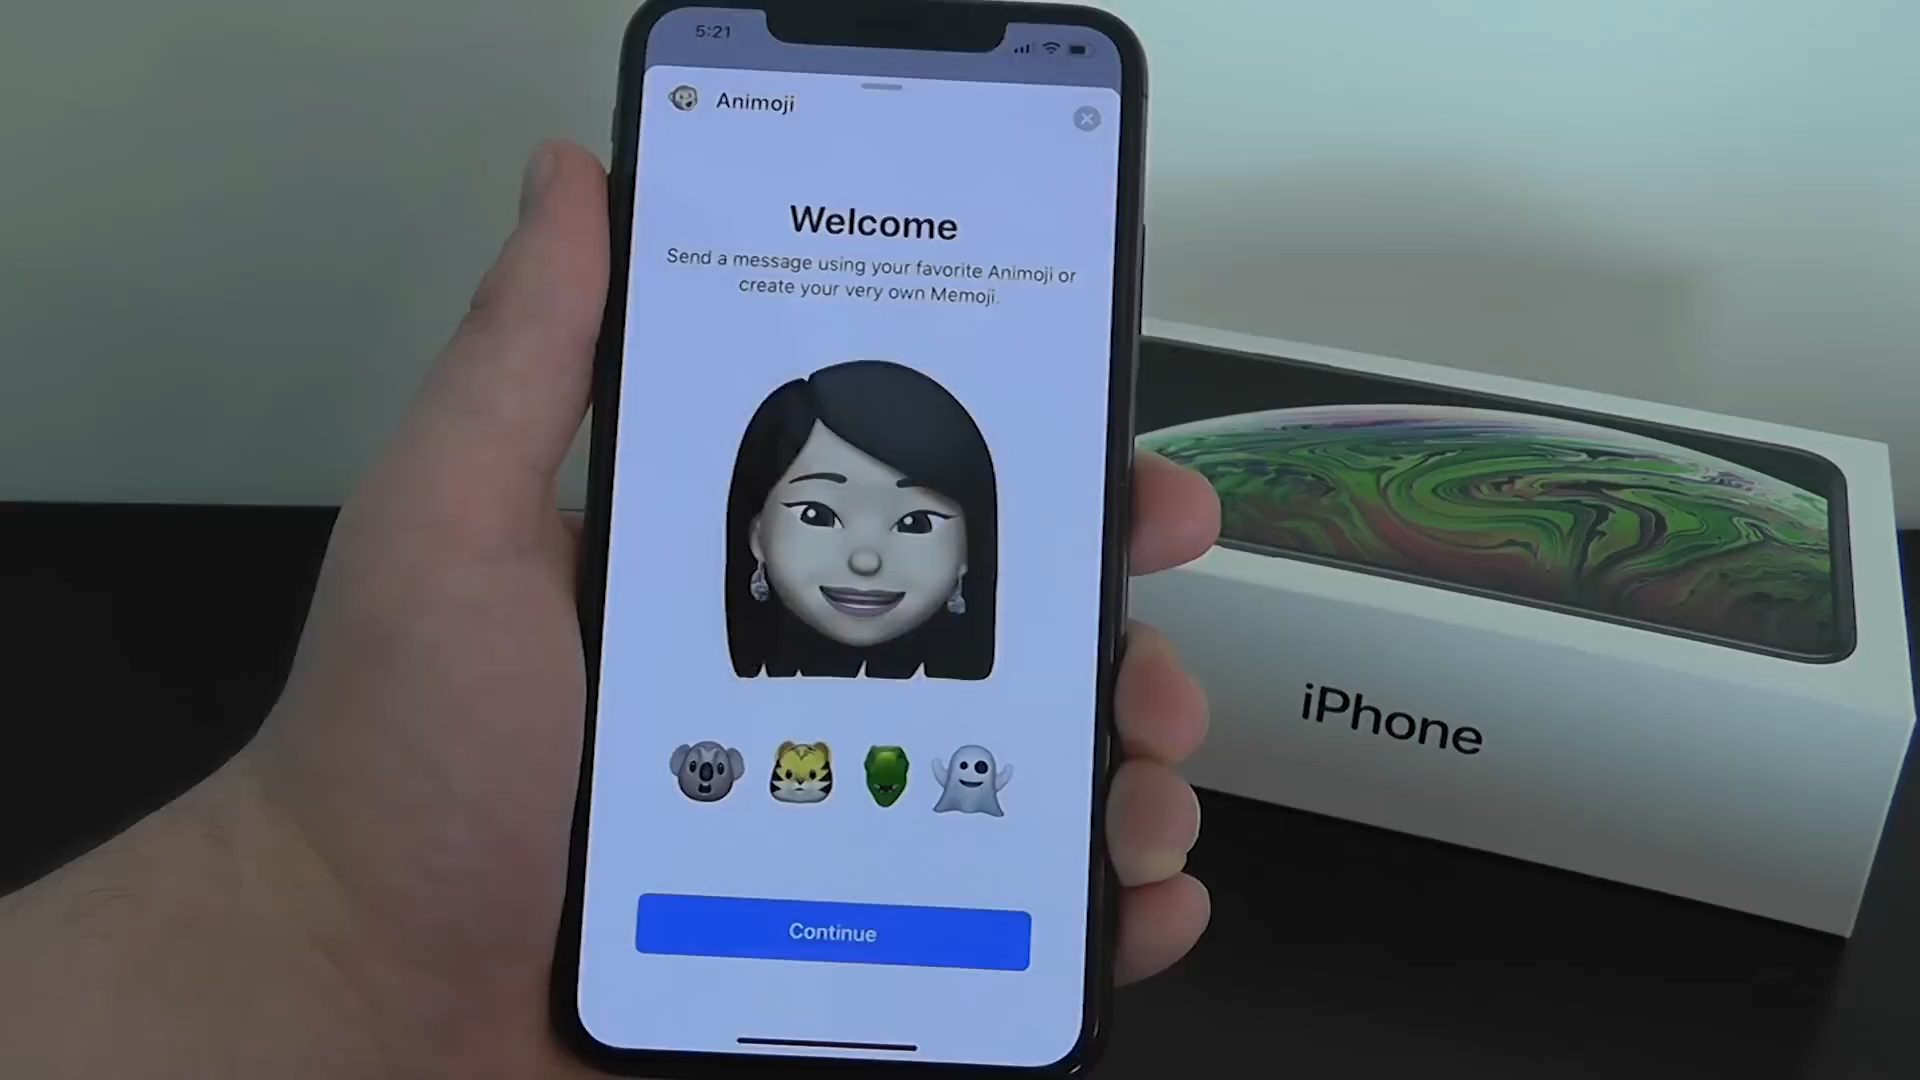 5:21
Animoji
Welcome
Send a message using your favorite Animoji or
create your very own Memoji.
Continue
iPhone